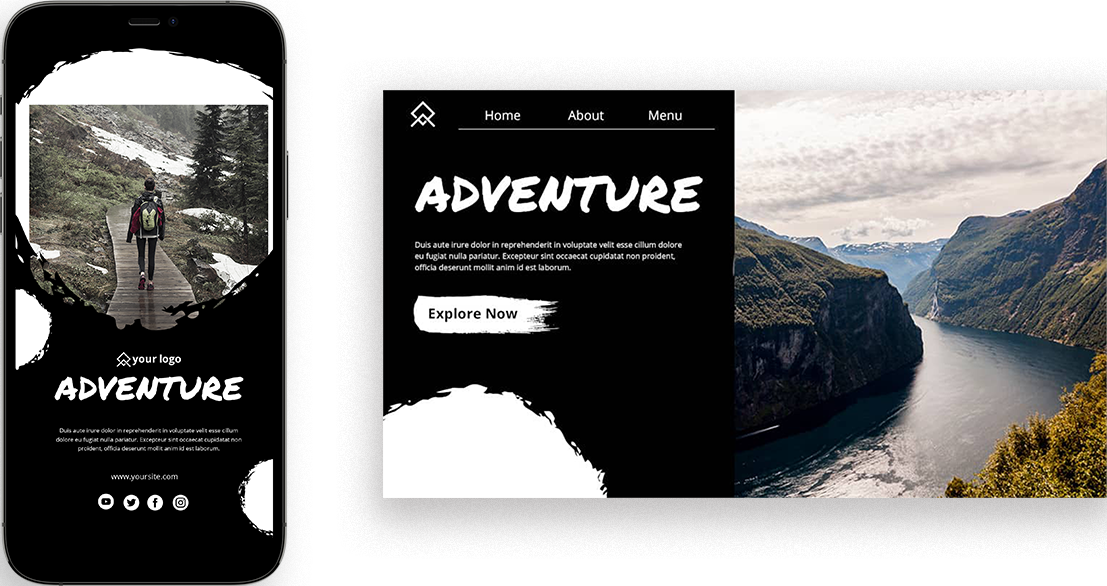 your logo
ADVENTURE
Duis aute irure dolor in reprehenderit in voluptate velit esse cillum
dolore eu fugiat nulla pariatur. Excepteur sint occaecat cupidatat non
proident, officia deserunt mollit anim id est laborum.
www.yoursite.com
Home About Menu
ADVENTURE
Duis aute irure dolor in reprehenderit in voluptate velit esse cillum dolore
eu fugiat nulla pariatur. Excepteur sint occaecat cupidatat non proident,
officia deserunt mollit anim id est laborum.
Explore Now